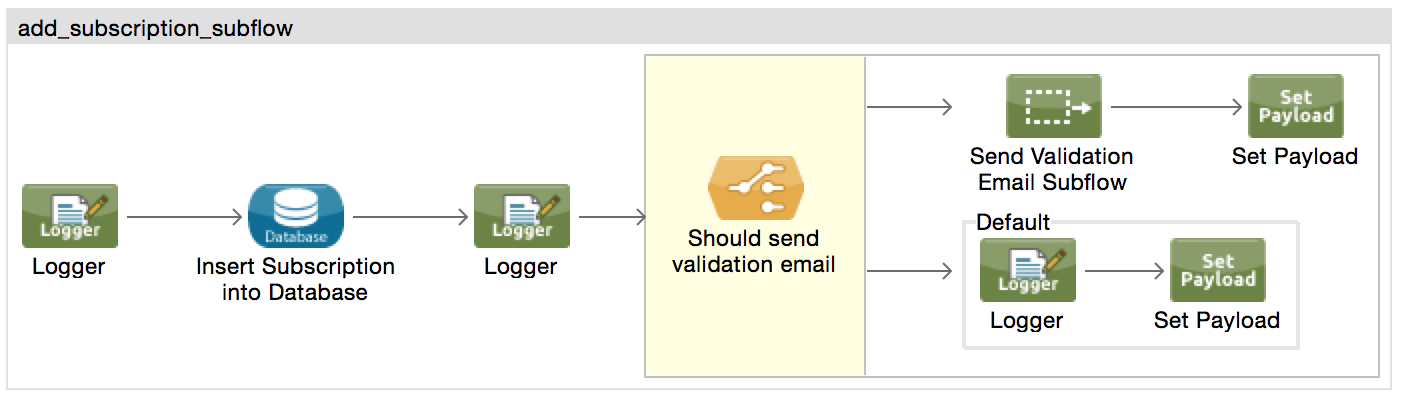 add_subscription_subflow
Logger
Logger
Database
Insert Subscription
into Database
Logger
Logger
Should send
validation email
Send Validation
Email Subflow
Set
Payload
Set Payload
Default
Logger
Logger
Set
Payload
Set Payload